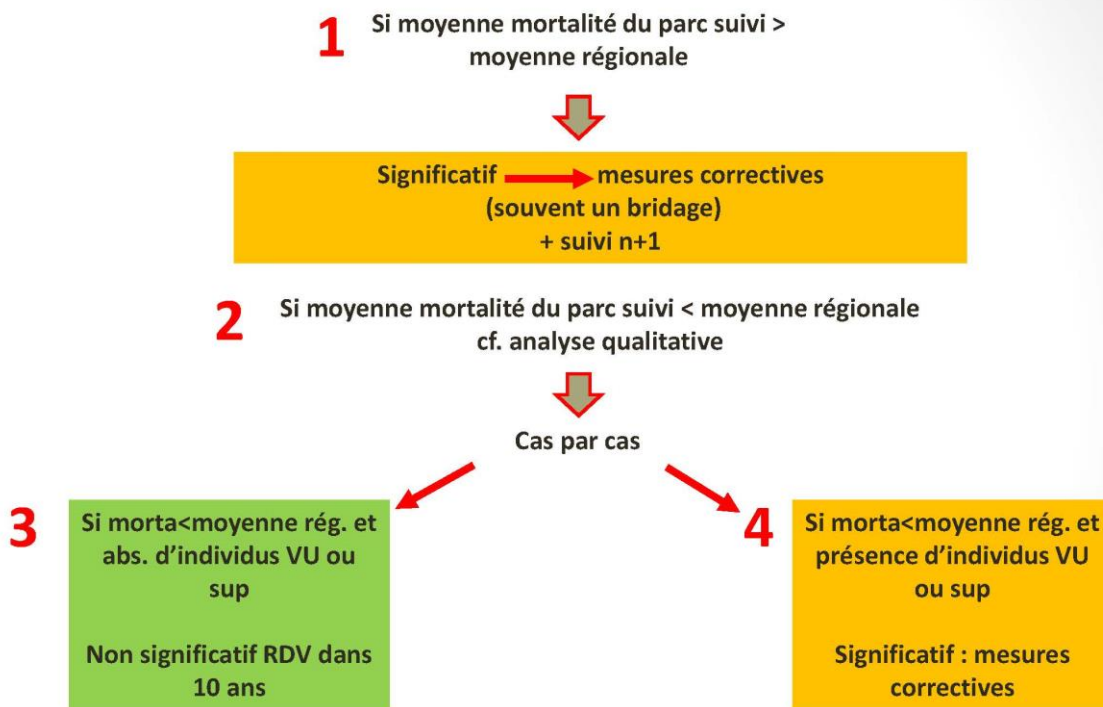 1
Si moyenne mortalité du parc suivi >
moyenne régionale
Significatif mesures correctives
(souvent un bridage)
+ suivi n+1
2
Si moyenne mortalité du parc suivi < moyenne régionale
cf. analyse qualitative
Cas par cas
3
Si morta<moyenne rég. et
abs. d’individus VU ou
sup
Non significatif RDV dans
10 ans
4
Si morta<moyenne rég. et
présence d’individus VU
ou sup
Significatif : mesures
correctives